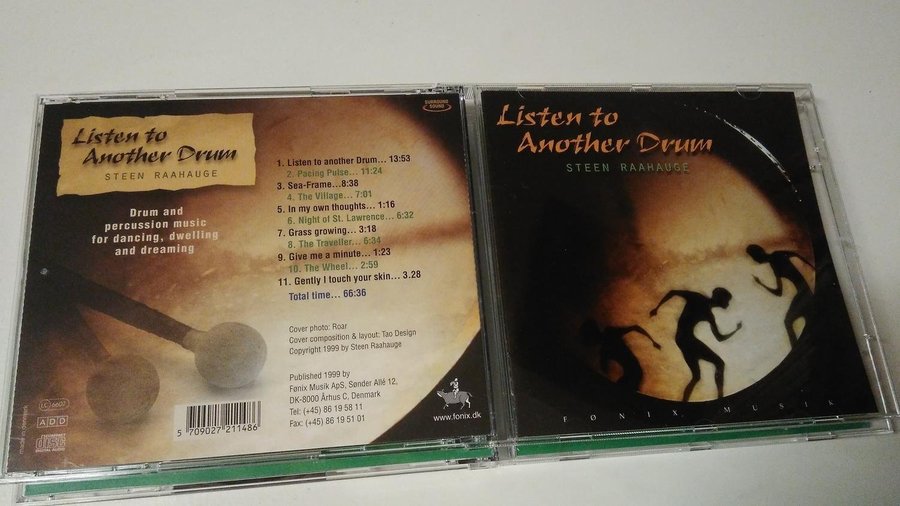 Listen to
Another Drum
STEEN RAAHAUGE
Drum and
percussion music
for dancing, dwelling
and dreaming
SURROUND
SOUND
1. Listen to another Drum... 13:53
2. Pacing Pulse... 11:24
3. Sea-Frame...8:38
4. The Village... 7:01
5. In my own thoughts... 1:16
6. Night of St. Lawrence... 6:32
7. Grass growing... 3:18
8. The Traveller... 6:34
9. Give me a minute... 1:23
10. The Wheel... 2:59
11. Gently I touch your skin... 3.28
Total time... 66:36
Cover photo: Roar
Cover composition & layout: Tao Design
Copyright 1999 by Steen Raahauge
Published 1999 by
Fønix Musik ApS, Sønder Allé 12,
DK-8000 Århus C, Denmark
Tel: (+45) 86 19 58 11
Fax: (+45) 86 19 51 01
www.fonix.dk
LC 6607
ADD
disc
DIGITAL AUDIO
5 709027 211486
Listen to
Another Drum
STEEN RAAHAUGE
FØNIX MUSIK